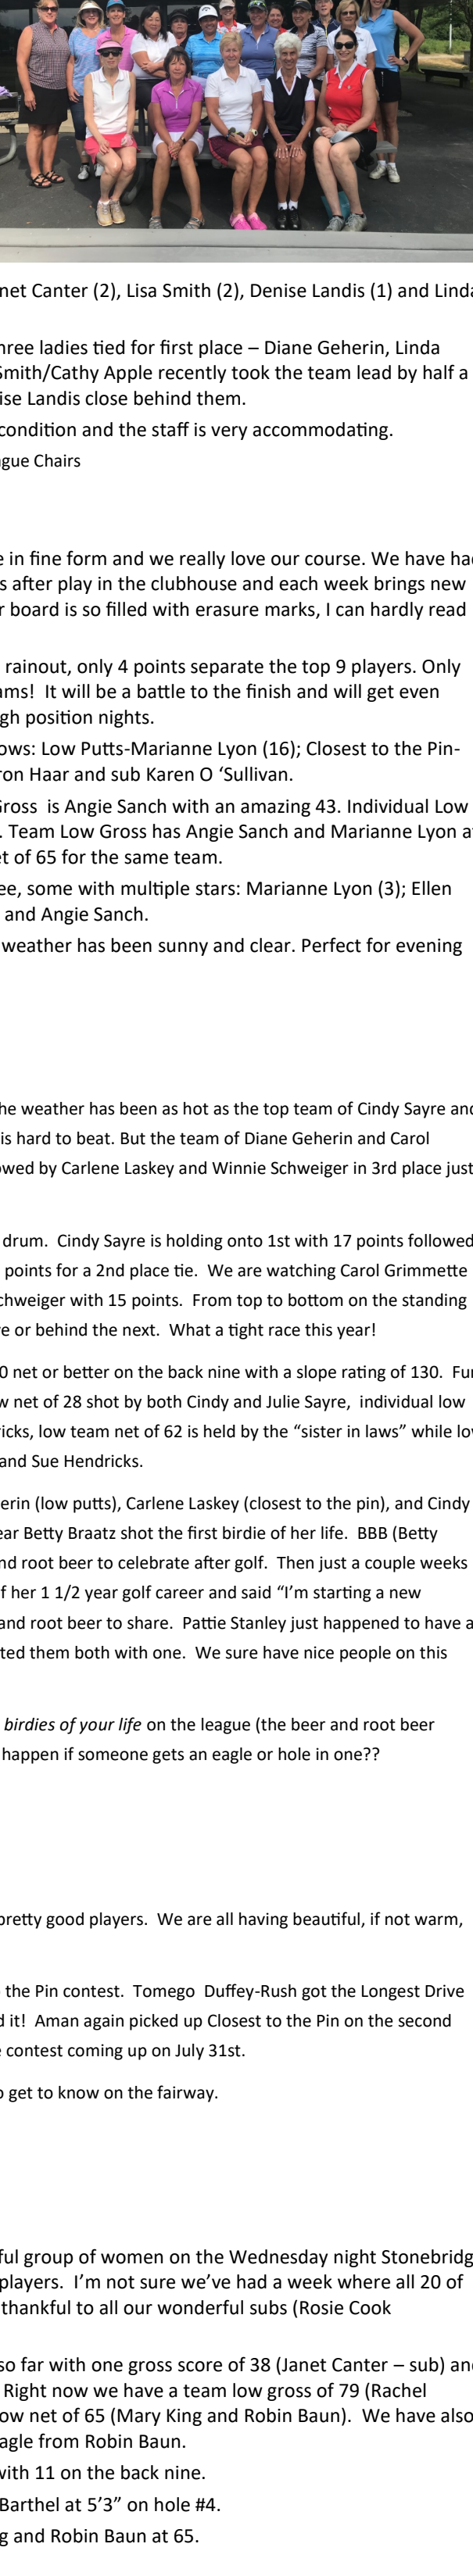 net Canter (2), Lisa Smith (2), Denise Landis (1) and Linda
hree ladies tied for first place – Diane Geherin, Linda
Smith/Cathy Apple recently took the team lead by half a
ise Landis close behind them.
condition and the staff is very accommodating.
gue Chairs
e in fine form and we really love our course. We have had
s after play in the clubhouse and each week brings new
r board is so filled with erasure marks, I can hardly read
rainout, only 4 points separate the top 9 players. Only
ams!  It will be a battle to the finish and will get even
gh position nights.
ows: Low Putts-Marianne Lyon (16); Closest to the Pin-
ron Haar and sub Karen O ‘Sullivan.
Gross  is Angie Sanch with an amazing 43. Individual Low
. Team Low Gross has Angie Sanch and Marianne Lyon at
et of 65 for the same team.
ee, some with multiple stars: Marianne Lyon (3); Ellen
and Angie Sanch.
weather has been sunny and clear. Perfect for evening
he weather has been as hot as the top team of Cindy Sayre and
is hard to beat. But the team of Diane Geherin and Carol
owed by Carlene Laskey and Winnie Schweiger in 3rd place just
drum.  Cindy Sayre is holding onto 1st with 17 points followed
points for a 2nd place tie.  We are watching Carol Grimmette
chweiger with 15 points.  From top to bottom on the standing
e or behind the next.  What a tight race this year!
0 net or better on the back nine with a slope rating of 130.  Fun
w net of 28 shot by both Cindy and Julie Sayre,  individual low
ricks, low team net of 62 is held by the “sister in laws” while low
and Sue Hendricks.
erin (low putts), Carlene Laskey (closest to the pin), and Cindy
ear Betty Braatz shot the first birdie of her life.  BBB (Betty
nd root beer to celebrate after golf.  Then just a couple weeks
f her 1 1/2 year golf career and said “I’m starting a new
and root beer to share.  Pattie Stanley just happened to have a
ted them both with one.  We sure have nice people on this
birdies of your life on the league (the beer and root beer
happen if someone gets an eagle or hole in one??
pretty good players.  We are all having beautiful, if not warm,
the Pin contest.  Tomego  Duffey-Rush got the Longest Drive
d it!  Aman again picked up Closest to the Pin on the second
e contest coming up on July 31st.
o get to know on the fairway.
ful group of women on the Wednesday night Stonebridg
players.  I’m not sure we’ve had a week where all 20 of
thankful to all our wonderful subs (Rosie Cook
so far with one gross score of 38 (Janet Canter – sub) and
Right now we have a team low gross of 79 (Rachel
ow net of 65 (Mary King and Robin Baun).  We have also
agle from Robin Baun.
with 11 on the back nine.
Barthel at 5’3” on hole #4.
g and Robin Baun at 65.